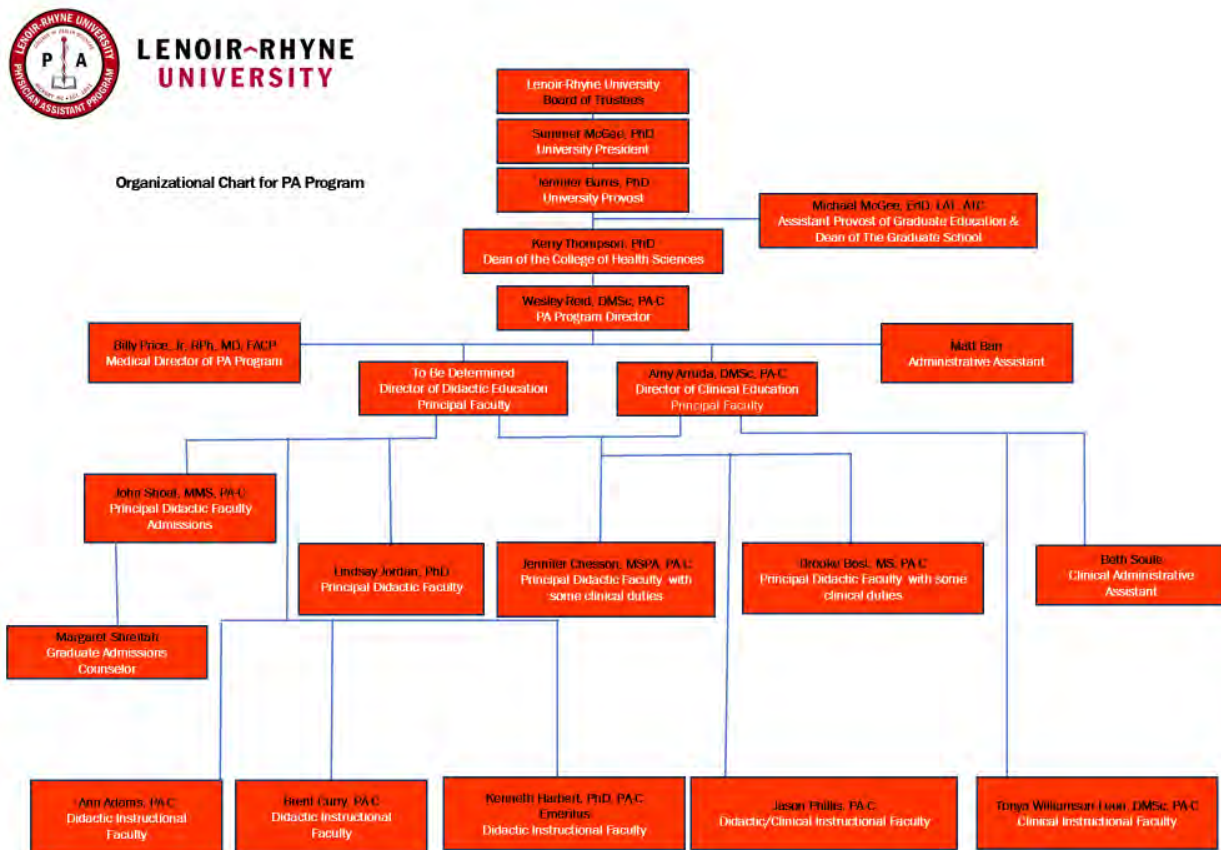 LENOIR-RHYNE UNIVERSITY
PHYSICIAN ASSISTANT PROGRAM
P A
LENOIR-RHYNE
UNIVERSITY
Organizational Chart for PA Program
Lenoir-Rhyne University
Board of Trustees
Summer McGee, PhD
University President
Jennifer Burris, PhD
University Provost
Michael McGee, EdD, LAT, ATC
Assistant Provost of Graduate Education &
Dean of The Graduate School
Kerry Thompson, PhD
Dean of the College of Health Sciences
Wesley Reid, DMSc, PA-C
PA Program Director
Billy Price, Jr. RPh, MD, FACP
Medical Director of PA Program
Matt
Administrative Assistant
To Be Determined
Director of Didactic Education
Principal Faculty
Amy Arruda, DMSc, PA-C
Director of Clinical Education
Principal Faculty
John Shoaf, MMS, PA-C
Principal Didactic Faculty
Admissions
Lindsay Jordan, PhD
Principal Didactic Faculty
Jennifer Chesson, MSPA, PA-C
Principal Didactic Faculty with
some clinical duties
Brooke Bost, MS, PA-C
Principal Didactic Faculty with some
clinical duties
Beth Soule
Clinical Administrative
Assistant
Margaret
Graduate Admissions
Counselor
Ann Adams, PA-C
Didactic Instructional
Faculty
Brent Curry, PA-C
Didactic Instructional
Faculty
Kenneth Harbert, PhD, PA-C
Emeritus
Didactic Instructional Faculty
Jason Phillis, PA-C
Didactic/Clinical Instructional Faculty
Tonya Williamson DMSc, PA-C
Clinical Instructional Faculty